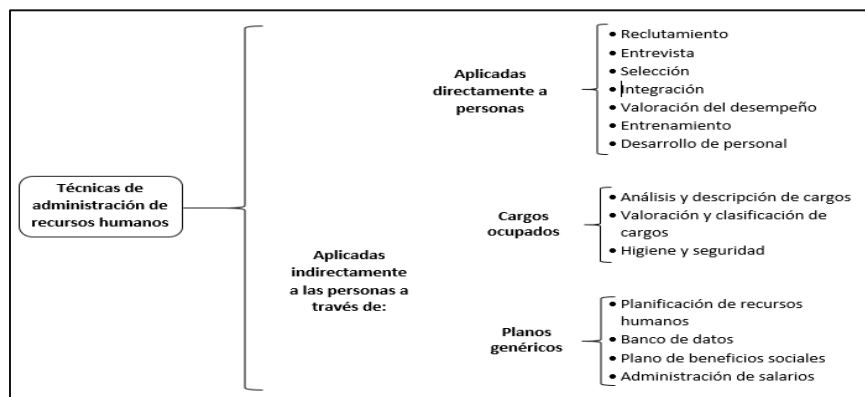 Técnicas de
administración de
recursos humanos
Aplicadas
directamente a
personas
• Reclutamiento
• Entrevista
• Selección
• Integración
• Valoración del desempeño
• Entrenamiento
• Desarrollo de personal
Aplicadas
indirectamente
a las personas a
través de:
Cargos
ocupados
• Análisis y descripción de cargos
• Valoración y clasificación de
cargos
• Higiene y seguridad
Planos
genéricos
• Planificación de recursos
humanos
• Banco de datos
• Plano de beneficios sociales
• Administración de salarios